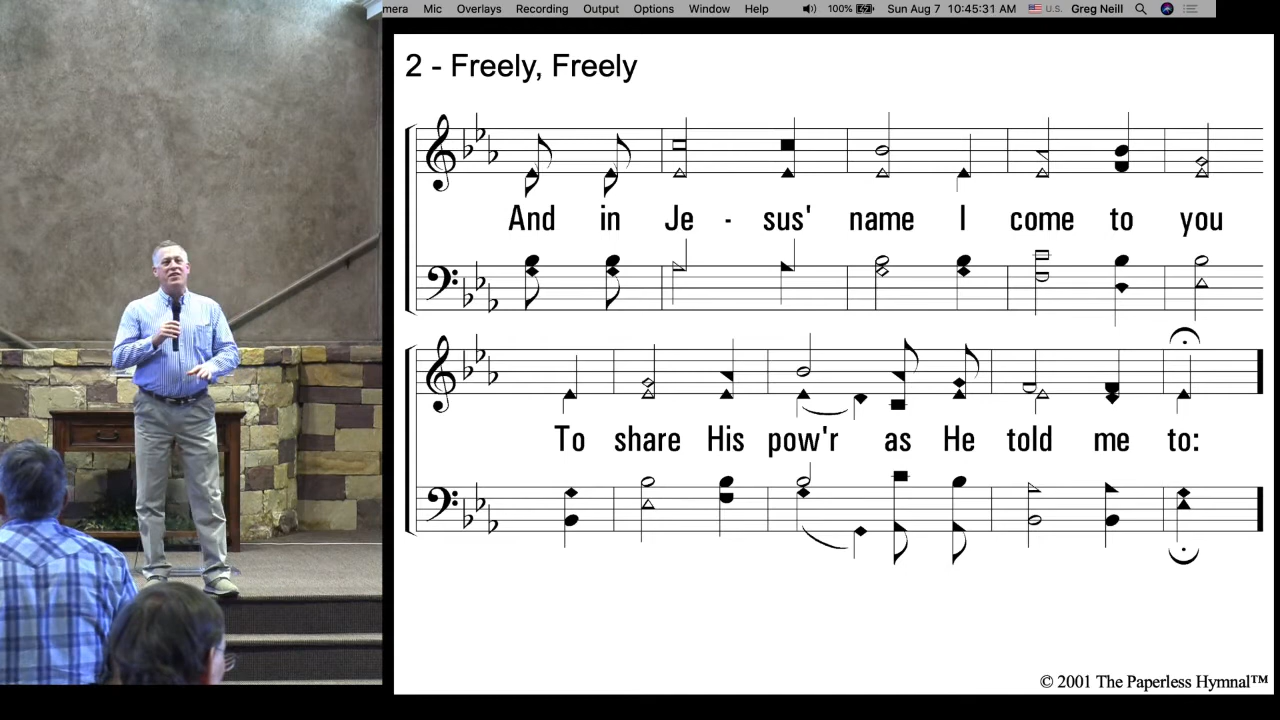 mera Mic Overlays Recording Output Options Window Help 100% Sun Aug 7 10:45:31 AM U.S. Greg Neill
2 - Freely, Freely
And in Je - sus' name I come to you
To share His pow'r as He told me to:
© 2001 The Paperless Hymnal™